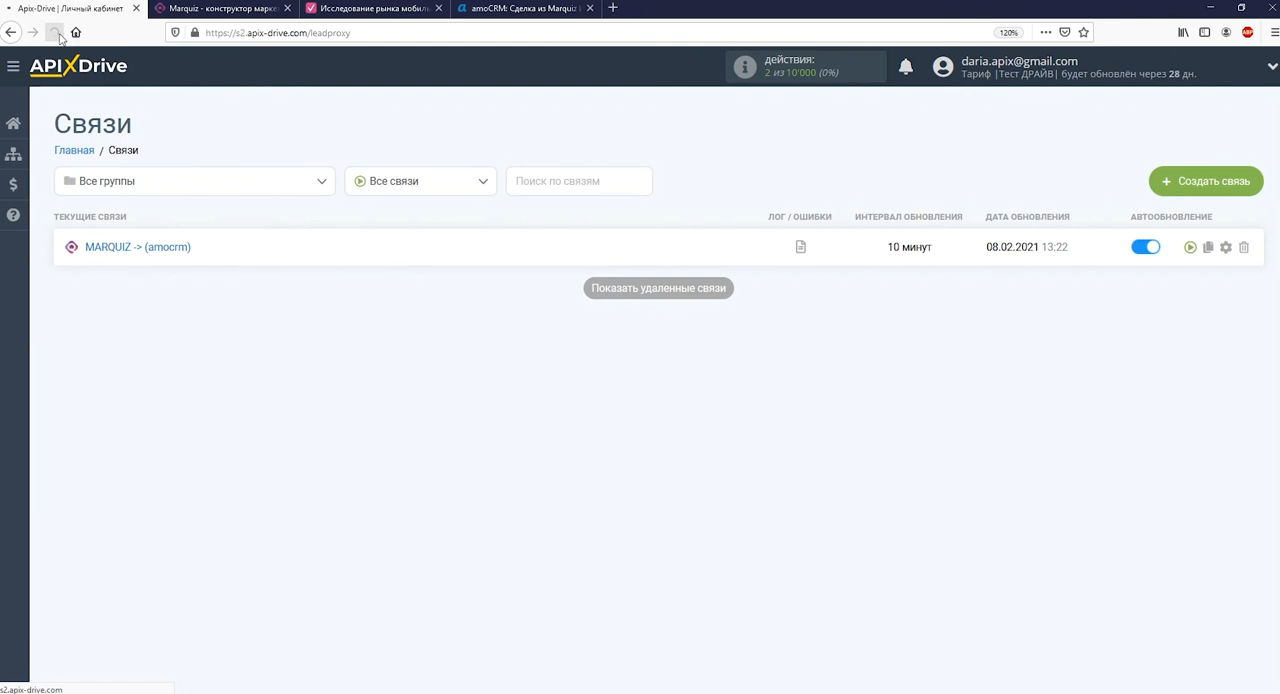 Apix-Drive | Личный кабинет
Marquiz - конструктор марке
Исследование рынка мобиль
amoCRM: Сделка из Marquiz
https://s2.apix-drive.com/leadproxy
120%
ABP
APIXDrive
действия:
2 из 10'000 (0%)
daria.apix@gmail.com
Тариф |Тест ДРАЙВ| будет обновлён через 28 дн.
Связи
Главная / Связи
Все группы
Все связи
Поиск по связям
+ Создать связь
ТЕКУЩИЕ СВЯЗИ
ЛОГ / ОШИБКИ
ИНТЕРВАЛ ОБНОВЛЕНИЯ
ДАТА ОБНОВЛЕНИЯ
АВТООБНОВЛЕНИЕ
MARQUIZ -> (amocrm)
10 минут
08.02.2021 13:22
Показать удаленные связи
s2.apix-drive.com